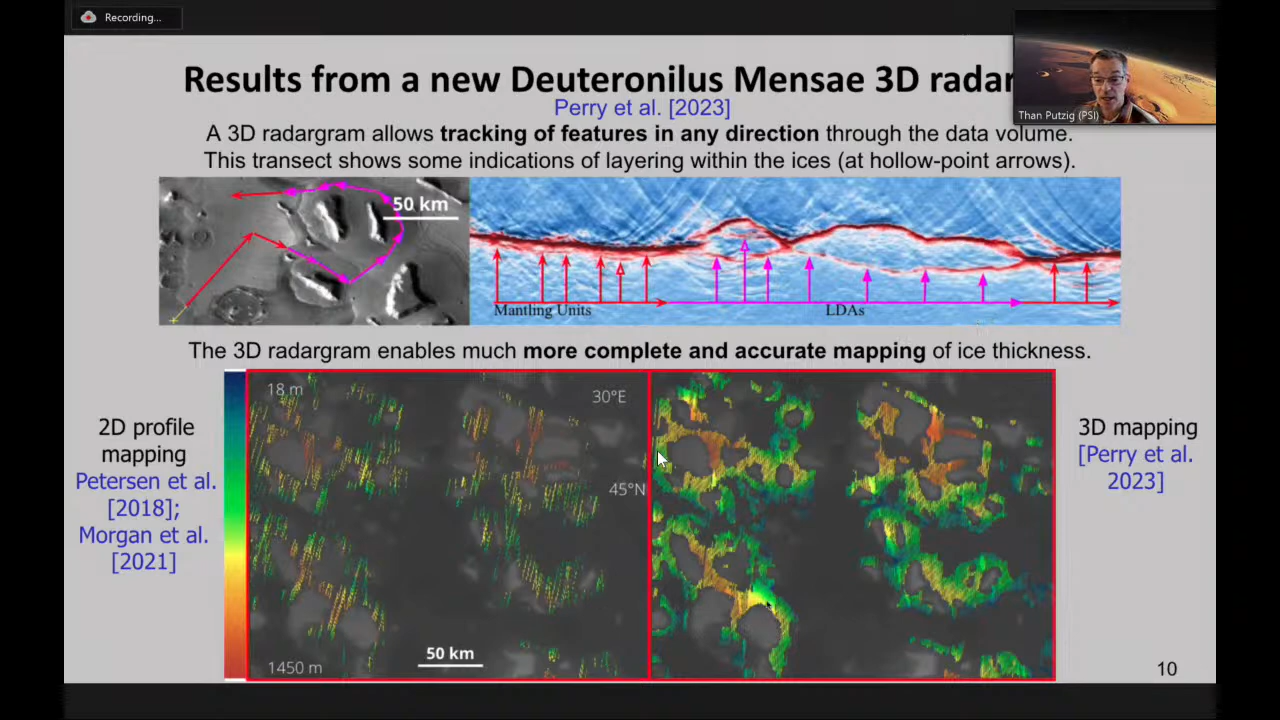 Recording...
Results from a new Deuteronilus Mensae 3D radar
Than Putzig (PSI)
Perry et al. [2023]
A 3D radargram allows tracking of features in any direction through the data volume.
This transect shows some indications of layering within the ices (at hollow-point arrows).
50 km
Mantling Units
LDAs
The 3D radargram enables much more complete and accurate mapping of ice thickness.
18 m
30°E
45°N
1450 m
50 km
2D profile
mapping
Petersen et al.
[2018];
Morgan et al.
[2021]
3D mapping
[Perry et al.
2023]
10